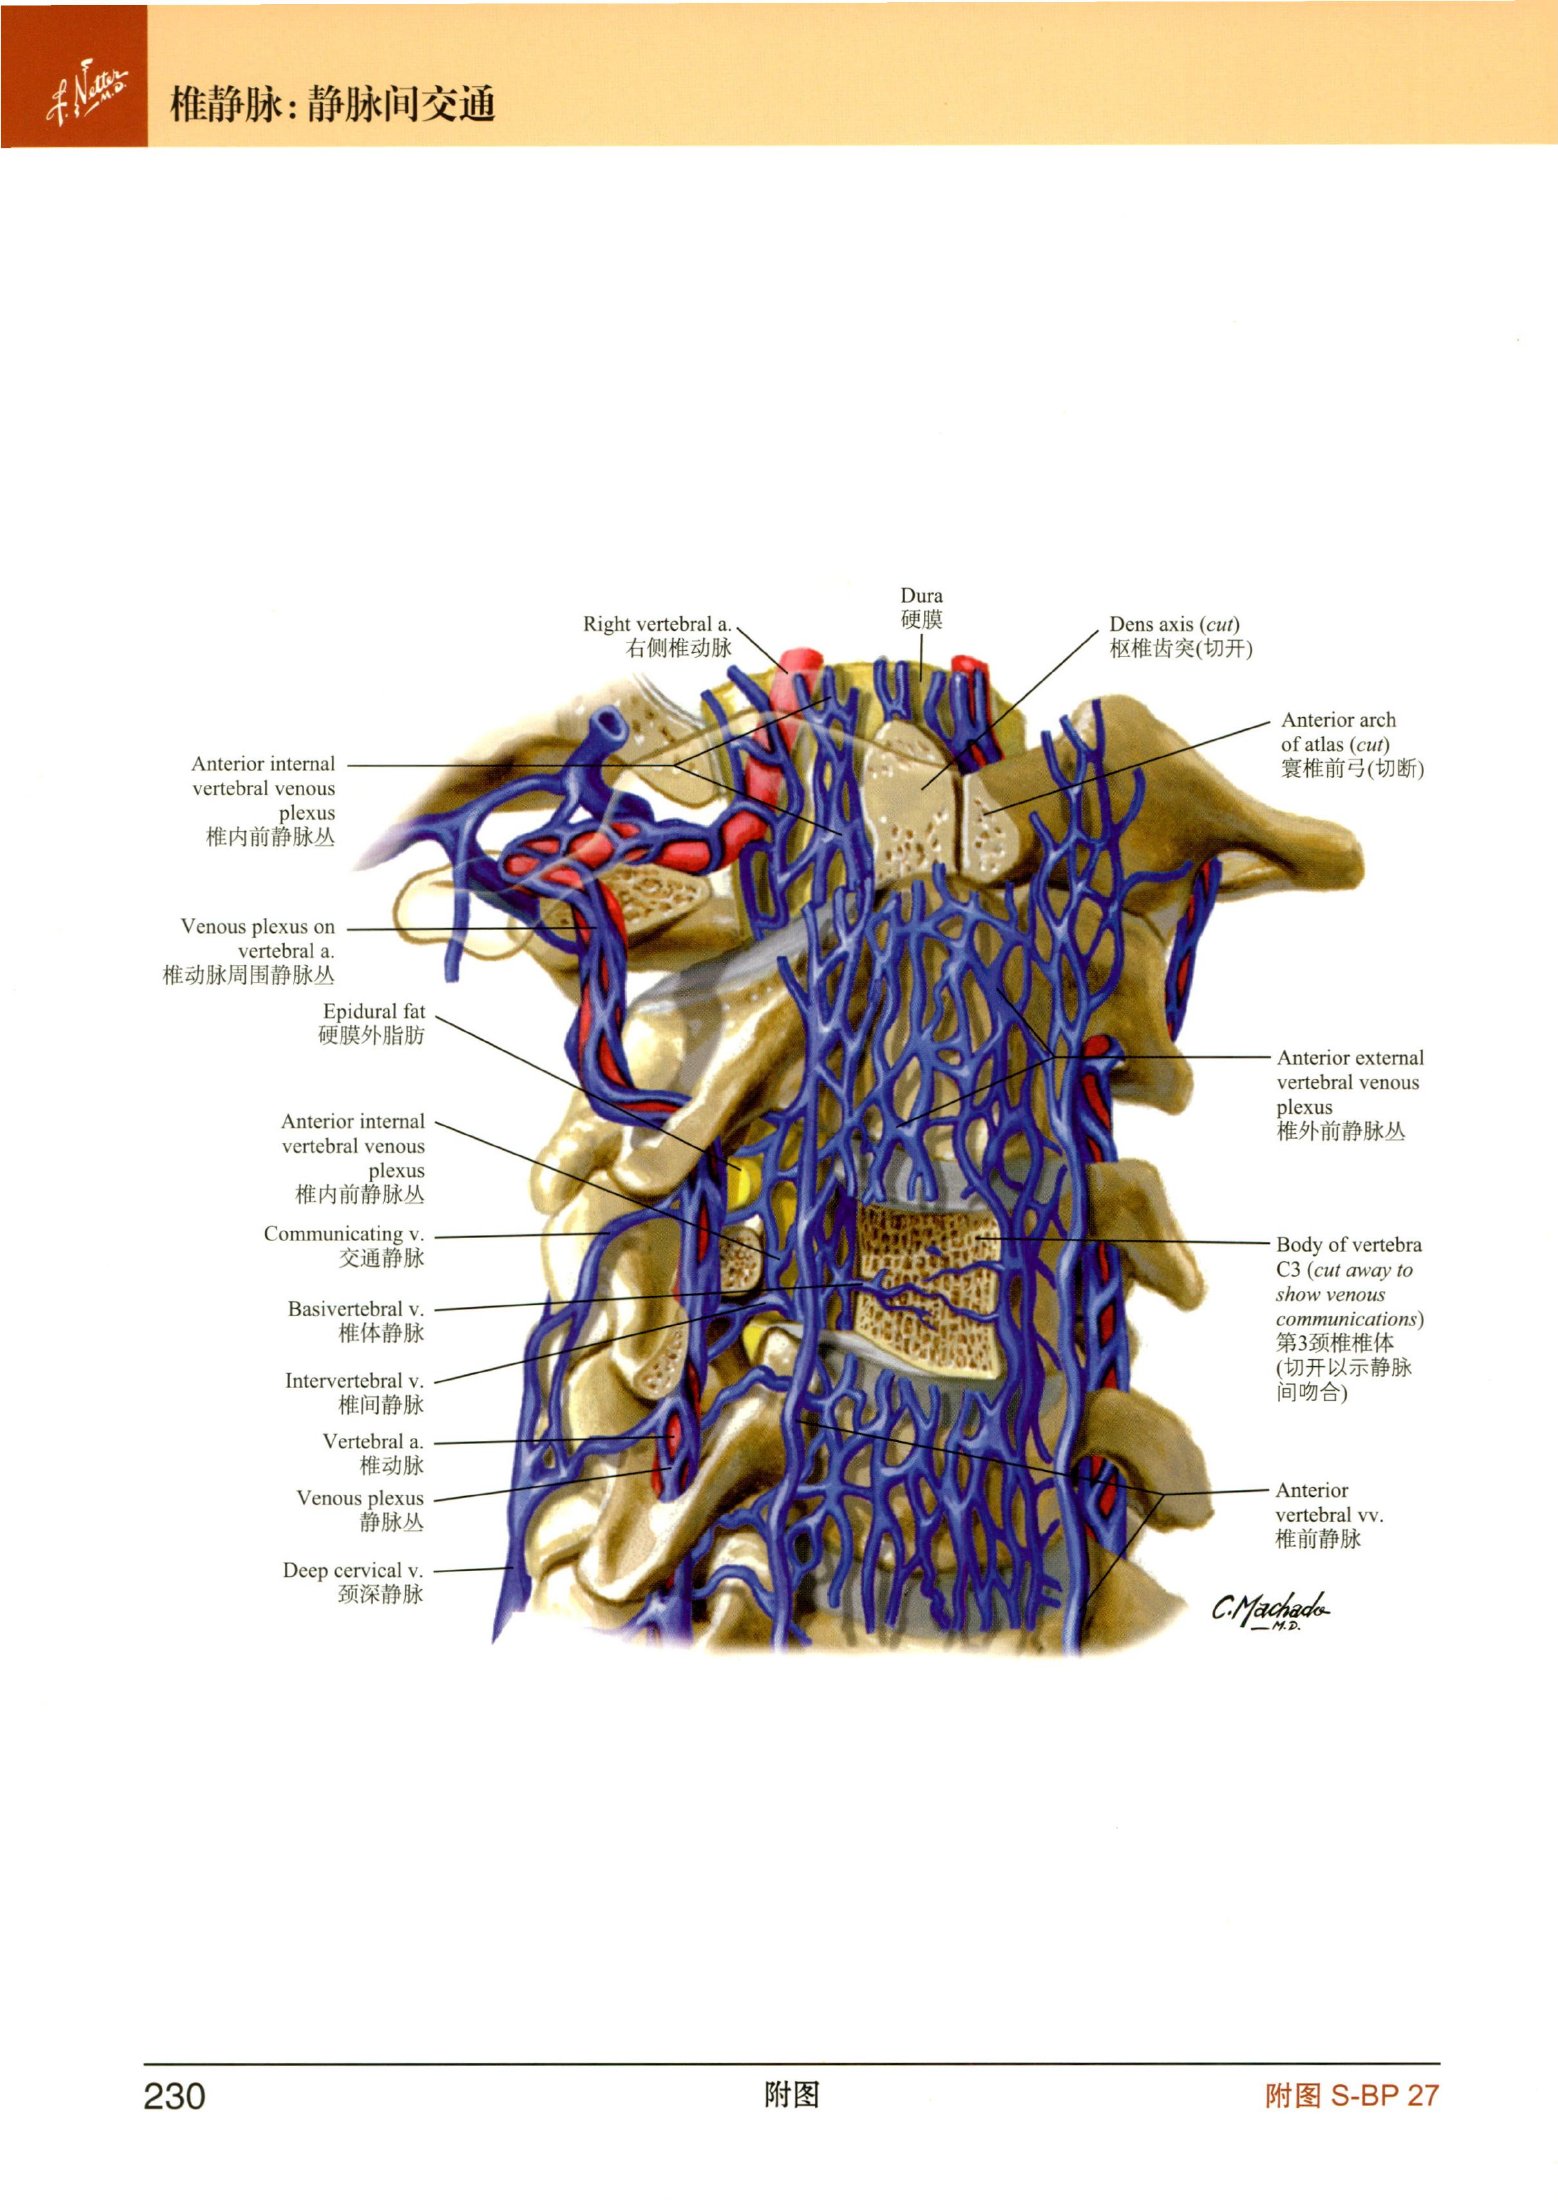 F. Netter
M.D.
椎静脉：静脉间交通
Dura
硬膜
Right vertebral a.
右侧椎动脉
Dens axis (cut)
枢椎齿突(切开)
Anterior arch
of atlas (cut)
寰椎前弓(切断)
Anterior internal
vertebral venous
plexus
椎内前静脉丛
Venous plexus on
vertebral a.
椎动脉周围静脉丛
Epidural fat
硬膜外脂肪
Anterior external
vertebral venous
plexus
椎外前静脉丛
Anterior internal
vertebral venous
plexus
椎内前静脉丛
Communicating v.
交通静脉
Body of vertebra
C3 (cut away to
show venous
communications)
第3颈椎椎体
(切开以示静脉
间吻合)
Basivertebral v.
椎体静脉
Intervertebral v.
椎间静脉
Vertebral a.
椎动脉
Venous plexus
静脉丛
Anterior
vertebral vv.
椎前静脉
Deep cervical v.
颈深静脉
C. Machado
M.D.
230
附图
附图 S-BP 27